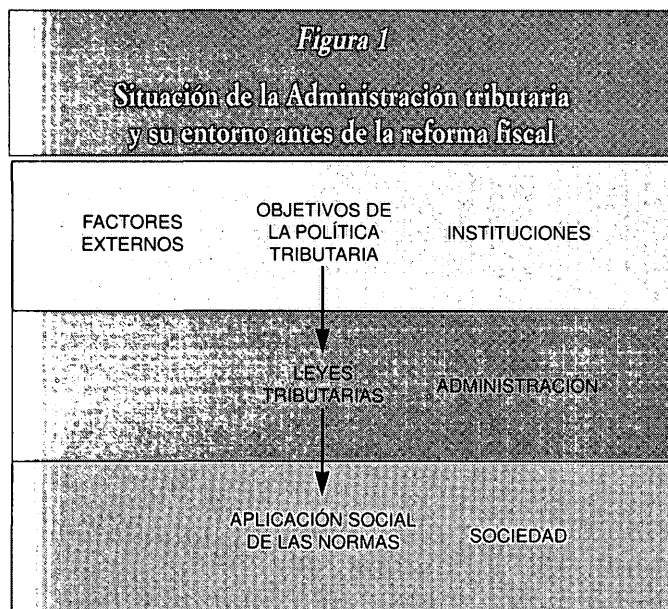 Figura 1
Situación de la Administración tributaria
y su entorno antes de la reforma fiscal
FACTORES
EXTERNOS
OBJETIVOS DE
LA POLÍTICA
TRIBUTARIA
INSTITUCIONES
LEYES
TRIBUTARIAS
ADMINISTRACIÓN
APLICACIÓN SOCIAL
DE LAS NORMAS
SOCIEDAD